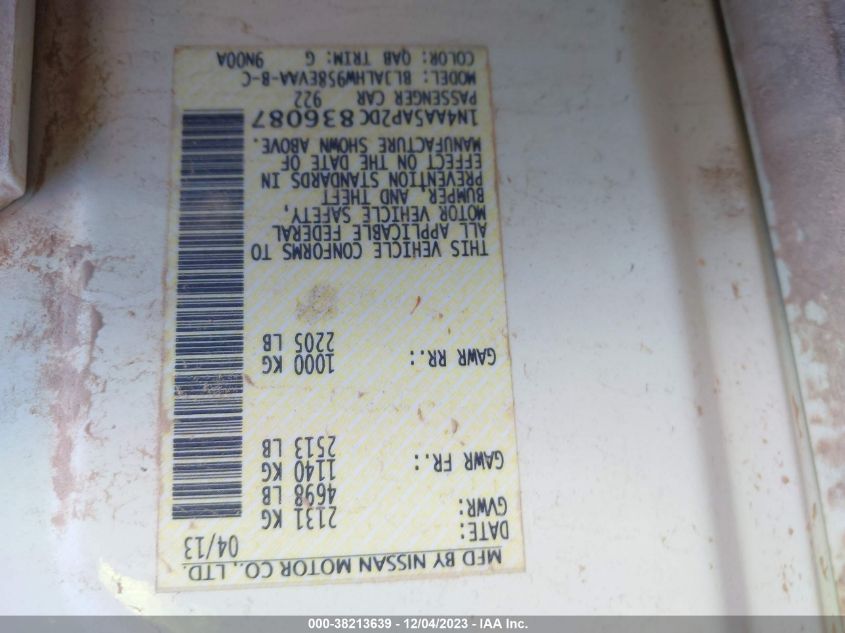 MFD BY NISSAN MOTOR CO., LTD.
DATE: 04/13
GVWR: 2131 KG
4698 LB
GAWR FR.: 1140 KG
2513 LB
GAWR RR.: 1000 KG
2205 LB
THIS VEHICLE CONFORMS TO
ALL APPLICABLE FEDERAL
MOTOR VEHICLE SAFETY,
BUMPER, AND THEFT
PREVENTION STANDARDS IN
EFFECT ON THE DATE OF
MANUFACTURE SHOWN ABOVE.
1N4AA5AP2DC836087
PASSENGER CAR 922
MODEL: BL3ALHW958EVAA-B-C
COLOR: QAB TRIM: G 9N00A
000-38213639 - 12/04/2023 - IAA Inc.